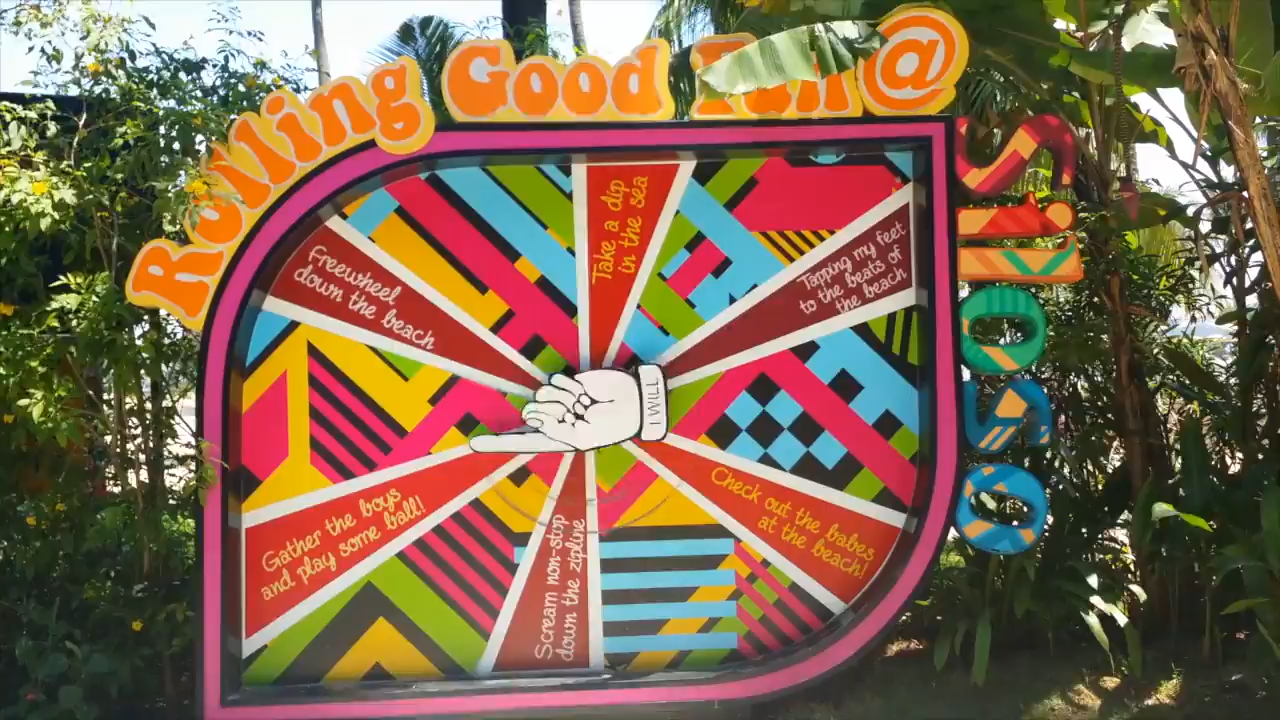 Rolling Good Fun @
Siloso
Take a dip
in the sea
Tapping my feet
to the beats of
the beach
Freewheel
down the beach
I WILL
Check out the babes
at the beach!
Gather the boys
and play some ball!
Scream non-stop
down the zipline